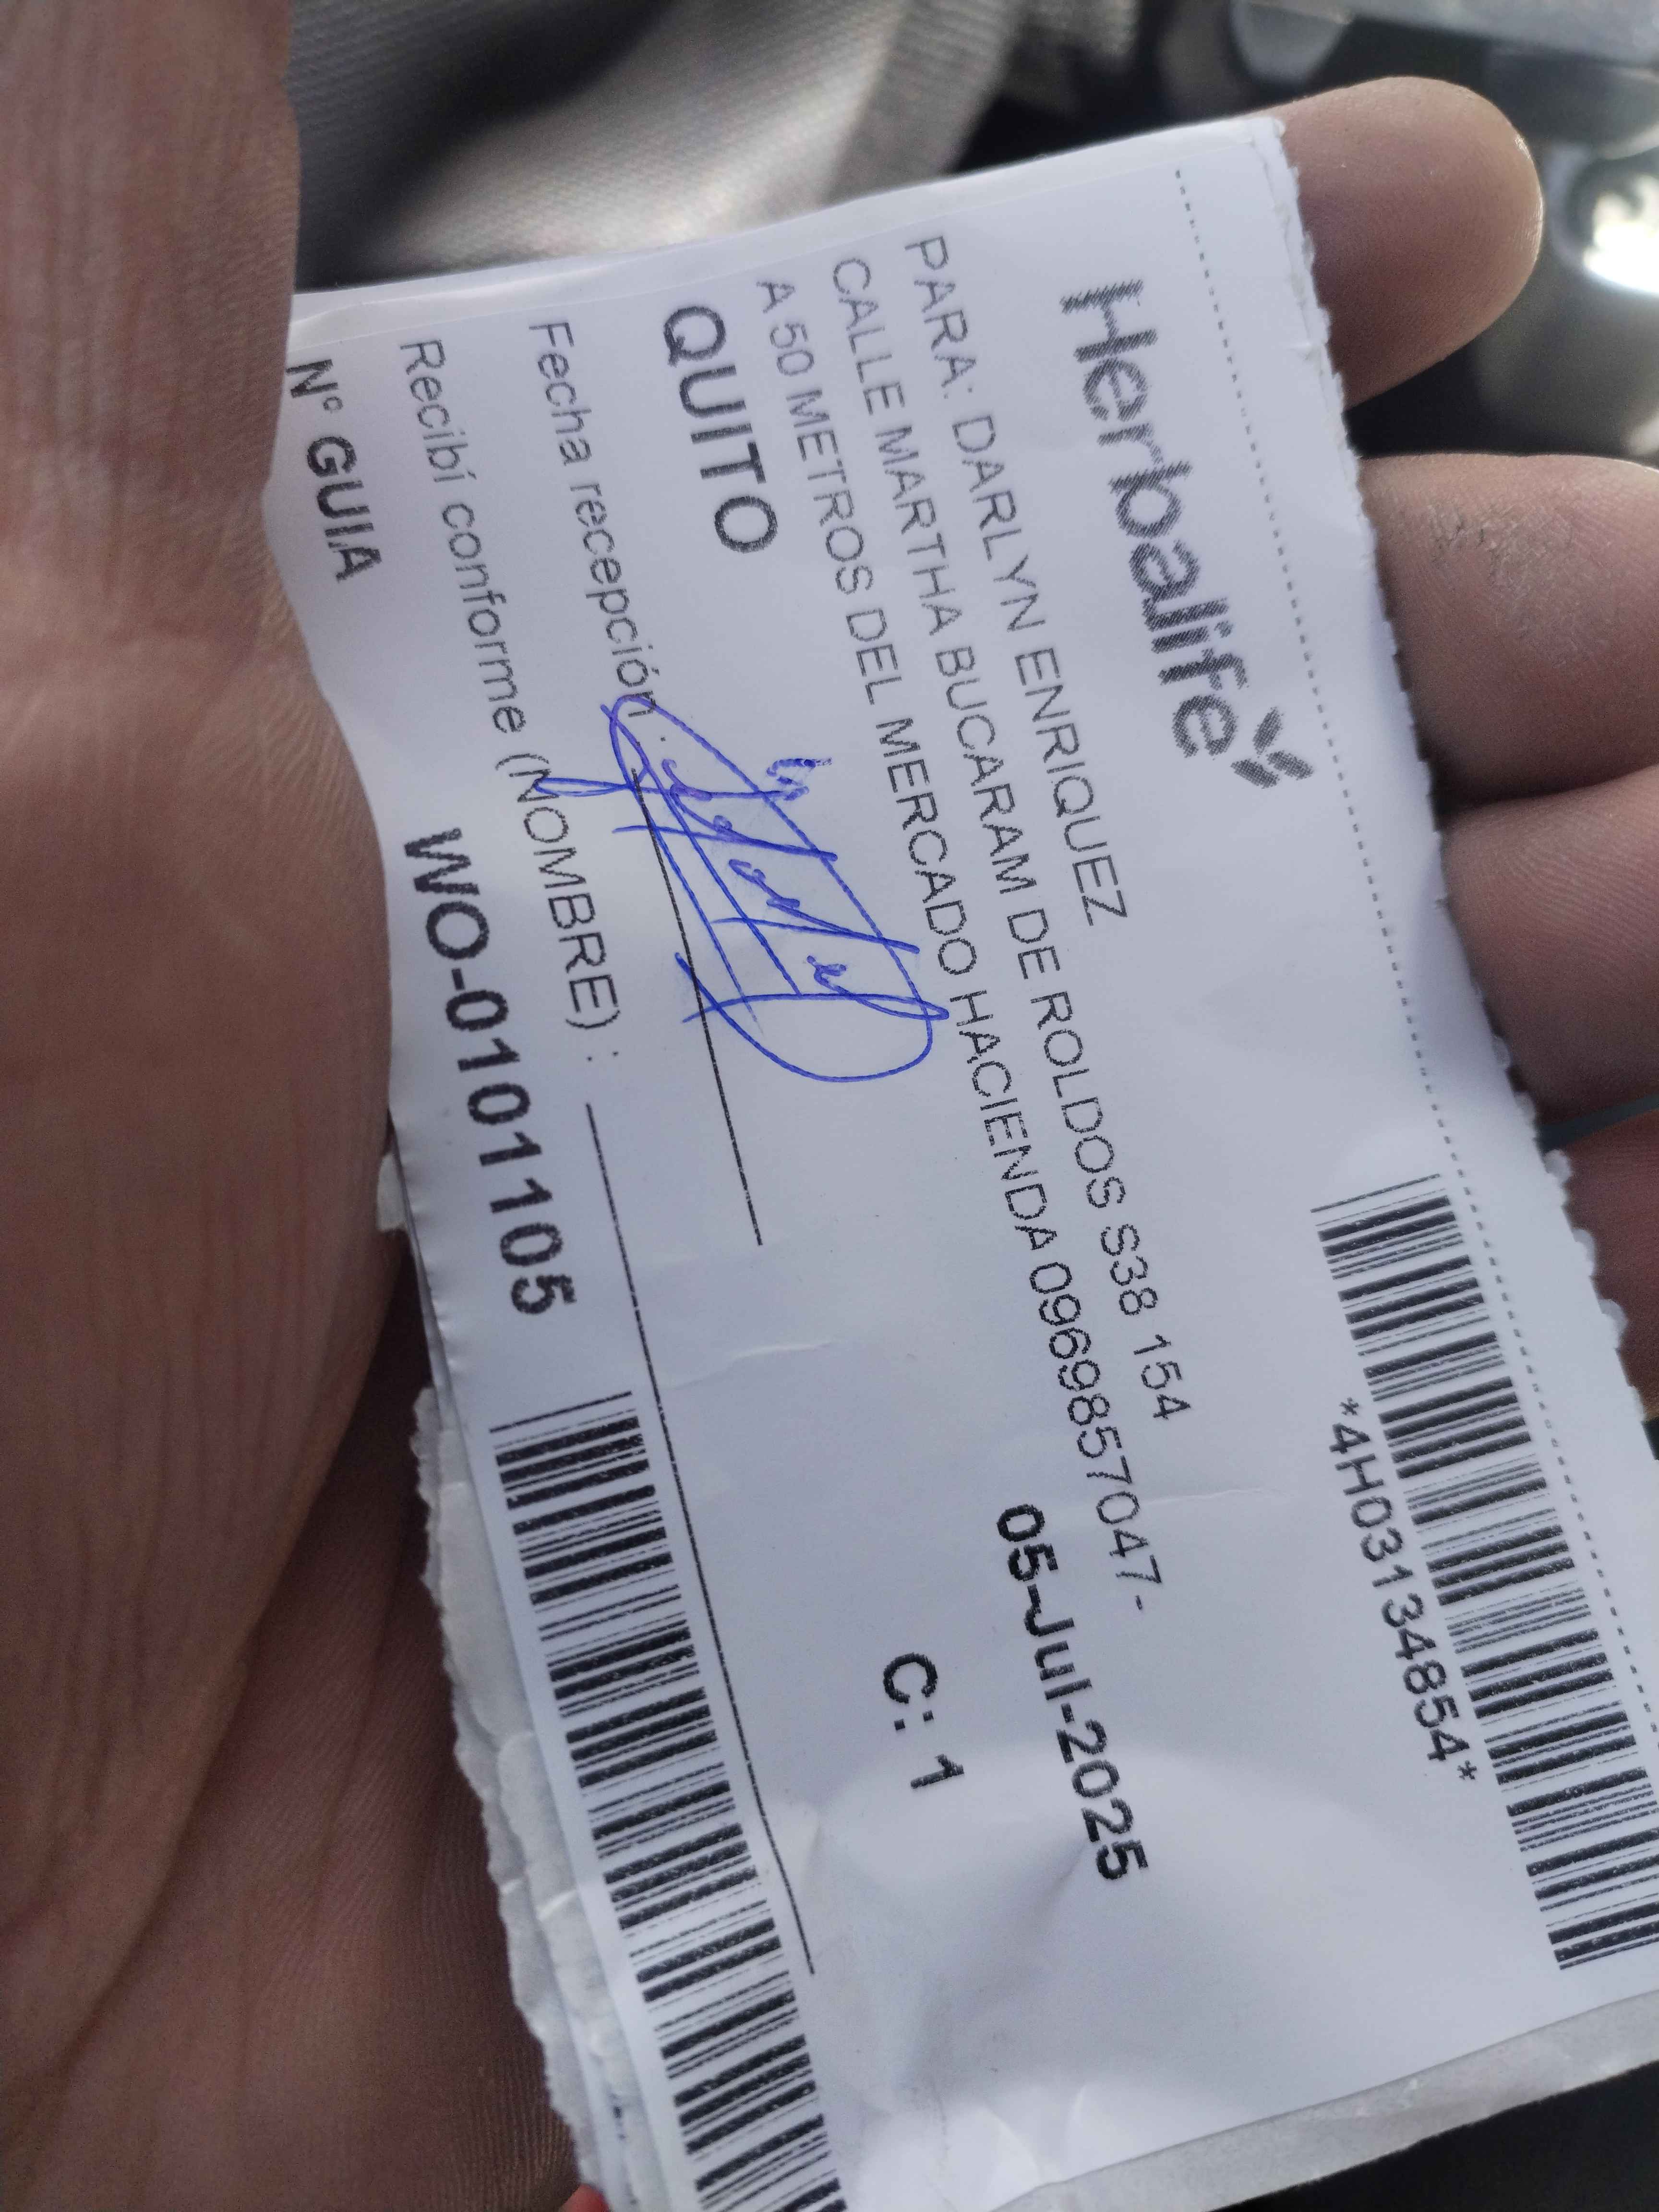 Herbalife
*4H03134854*
PARA: DARLYN ENRIQUEZ
CALLE MARTHA BUCARAM DE ROLDOS S38 154
A 50 METROS DEL MERCADO HACIENDA 0969857047-
05-Jul-2025
QUITO
C: 1
Fecha recepción :
Recibí conforme (NOMBRE) :
N° GUIA WO-0101105